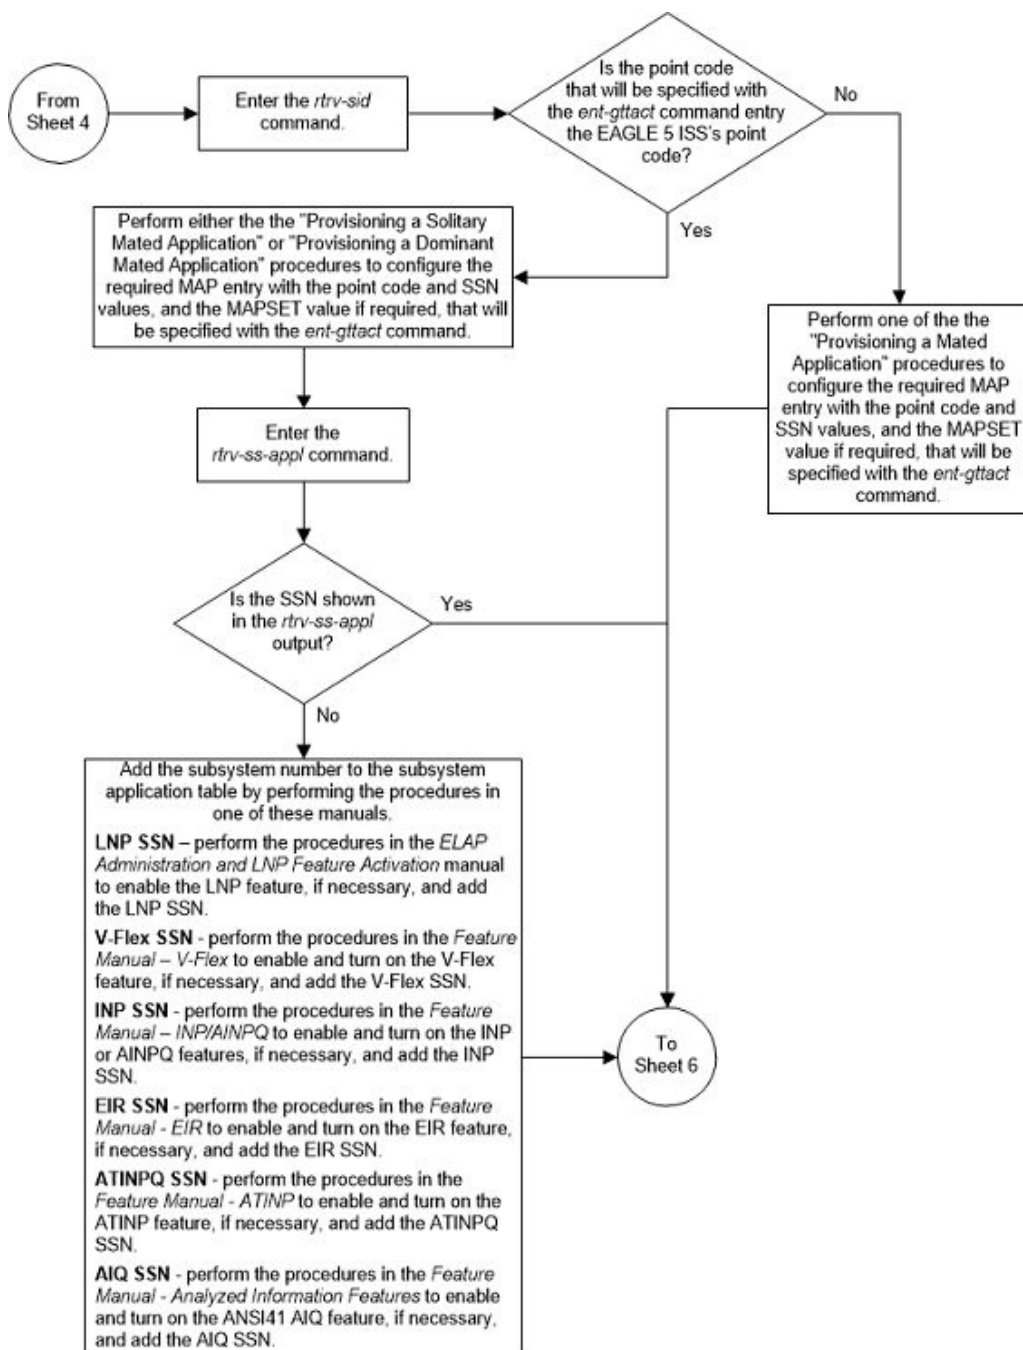 From
Sheet 4
Enter the rtrv-sid
command.
Is the point code
that will be specified with
the ent-gttact command entry
the EAGLE 5 ISS's point
code?
No
Yes
Perform either the the "Provisioning a Solitary
Mated Application" or "Provisioning a Dominant
Mated Application" procedures to configure the
required MAP entry with the point code and SSN
values, and the MAPSET value if required, that will
be specified with the ent-gttact command.
Perform one of the the
"Provisioning a Mated
Application" procedures to
configure the required MAP
entry with the point code and
SSN values, and the MAPSET
value if required, that will be
specified with the ent-gttact
command.
Enter the
rtrv-ss-appl command.
Is the SSN shown
in the rtrv-ss-appl
output?
Yes
No
Add the subsystem number to the subsystem
application table by performing the procedures in
one of these manuals.
LNP SSN – perform the procedures in the ELAP
Administration and LNP Feature Activation manual
to enable the LNP feature, if necessary, and add
the LNP SSN.
V-Flex SSN - perform the procedures in the Feature
Manual – V-Flex to enable and turn on the V-Flex
feature, if necessary, and add the V-Flex SSN.
INP SSN - perform the procedures in the Feature
Manual – INP/AINPQ to enable and turn on the INP
or AINPQ features, if necessary, and add the INP
SSN.
EIR SSN - perform the procedures in the Feature
Manual - EIR to enable and turn on the EIR feature,
if necessary, and add the EIR SSN.
ATINPQ SSN - perform the procedures in the
Feature Manual - ATINP to enable and turn on the
ATINP feature, if necessary, and add the ATINPQ
SSN.
AIQ SSN - perform the procedures in the Feature
Manual - Analyzed Information Features to enable
and turn on the ANSI41 AIQ feature, if necessary,
and add the AIQ SSN.
To
Sheet 6